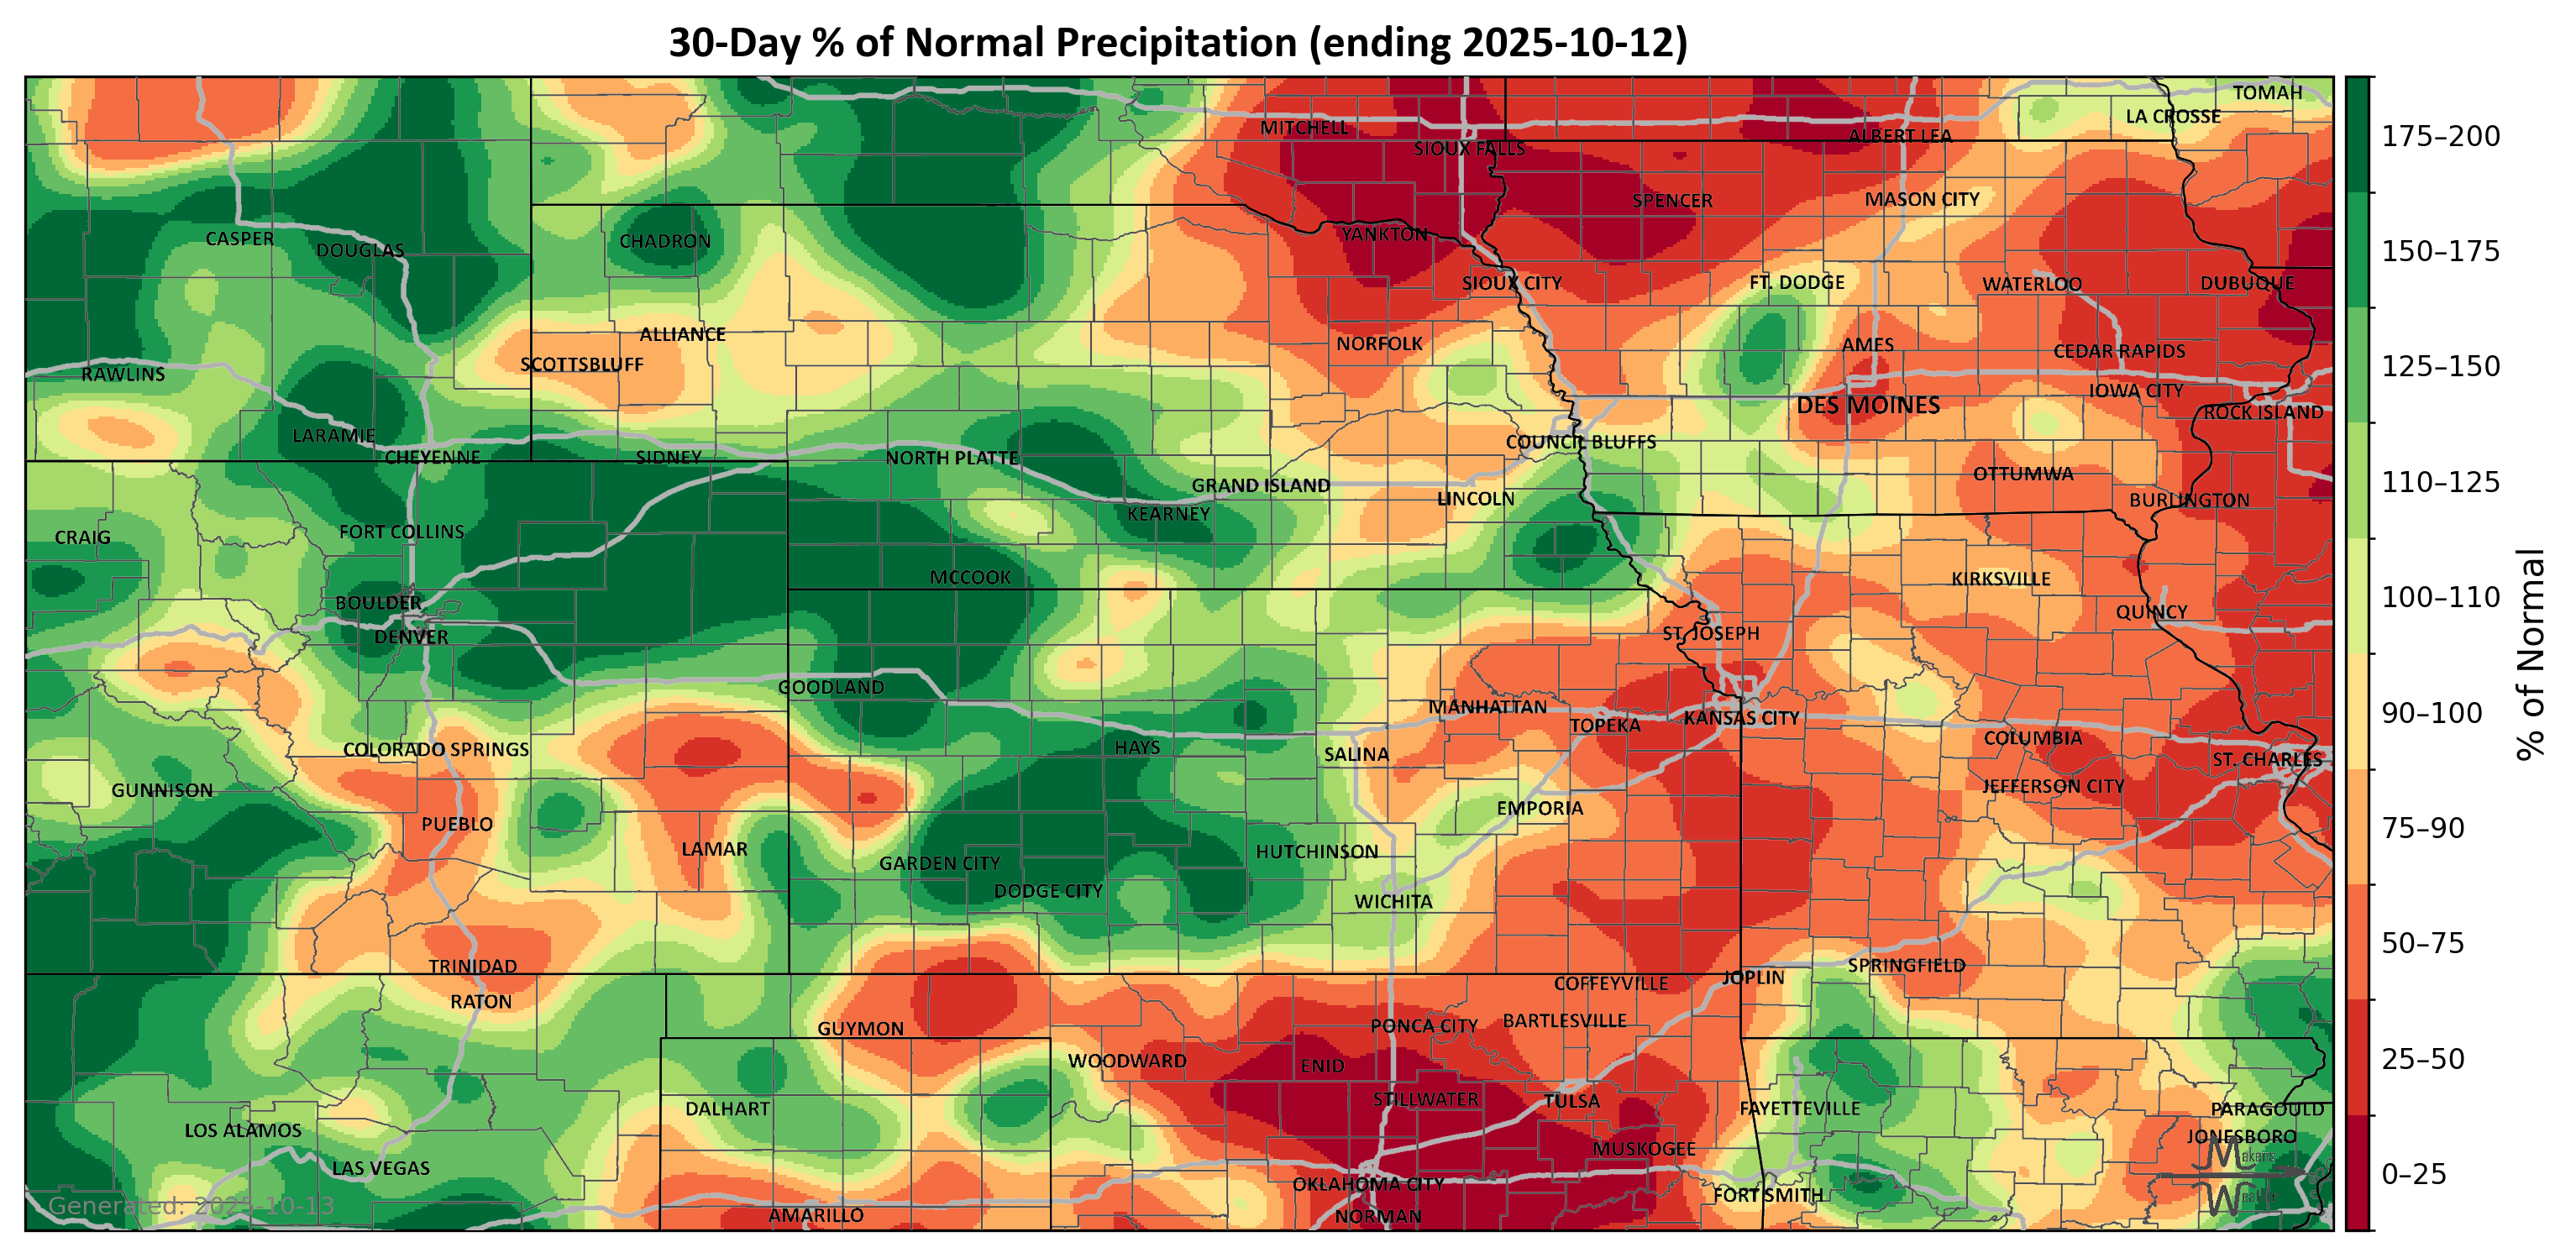 30-Day % of Normal Precipitation (ending 2025-10-12)
TOMAH
LA CROSSE
MITCHELL
ALBERT LEA
SIOUX FALLS
MASON CITY
SPENCER
YANKTON
CASPER
CHADRON
DOUGLAS
SIOUX CITY
FT. DODGE
WATERLOO
DUBUQUE
ALLIANCE
NORFOLK
AMES
CEDAR RAPIDS
SCOTTSBLUFF
RAWLINS
IOWA CITY
DES MOINES
ROCK ISLAND
LARAMIE
COUNCIL BLUFFS
CHEYENNE
SIDNEY
NORTH PLATTE
OTTUMWA
GRAND ISLAND
LINCOLN
BURLINGTON
KEARNEY
FORT COLLINS
CRAIG
MCCOOK
KIRKSVILLE
BOULDER
QUINCY
DENVER
ST. JOSEPH
GOODLAND
MANHATTAN
KANSAS CITY
TOPEKA
COLUMBIA
COLORADO SPRINGS
HAYS
SALINA
ST. CHARLES
GUNNISON
JEFFERSON CITY
EMPORIA
PUEBLO
LAMAR
HUTCHINSON
GARDEN CITY
DODGE CITY
WICHITA
TRINIDAD
SPRINGFIELD
JOPLIN
COFFEYVILLE
RATON
GUYMON
PONCA CITY
BARTLESVILLE
WOODWARD
ENID
STILLWATER
TULSA
DALHART
FAYETTEVILLE
PARAGOULD
LOS ALAMOS
JONESBORO
MUSKOGEE
LAS VEGAS
OKLAHOMA CITY
FORT SMITH
AMARILLO
NORMAN
Generated: 2025-10-13
175–200
150–175
125–150
110–125
100–110
90–100
75–90
50–75
25–50
0–25
% of Normal